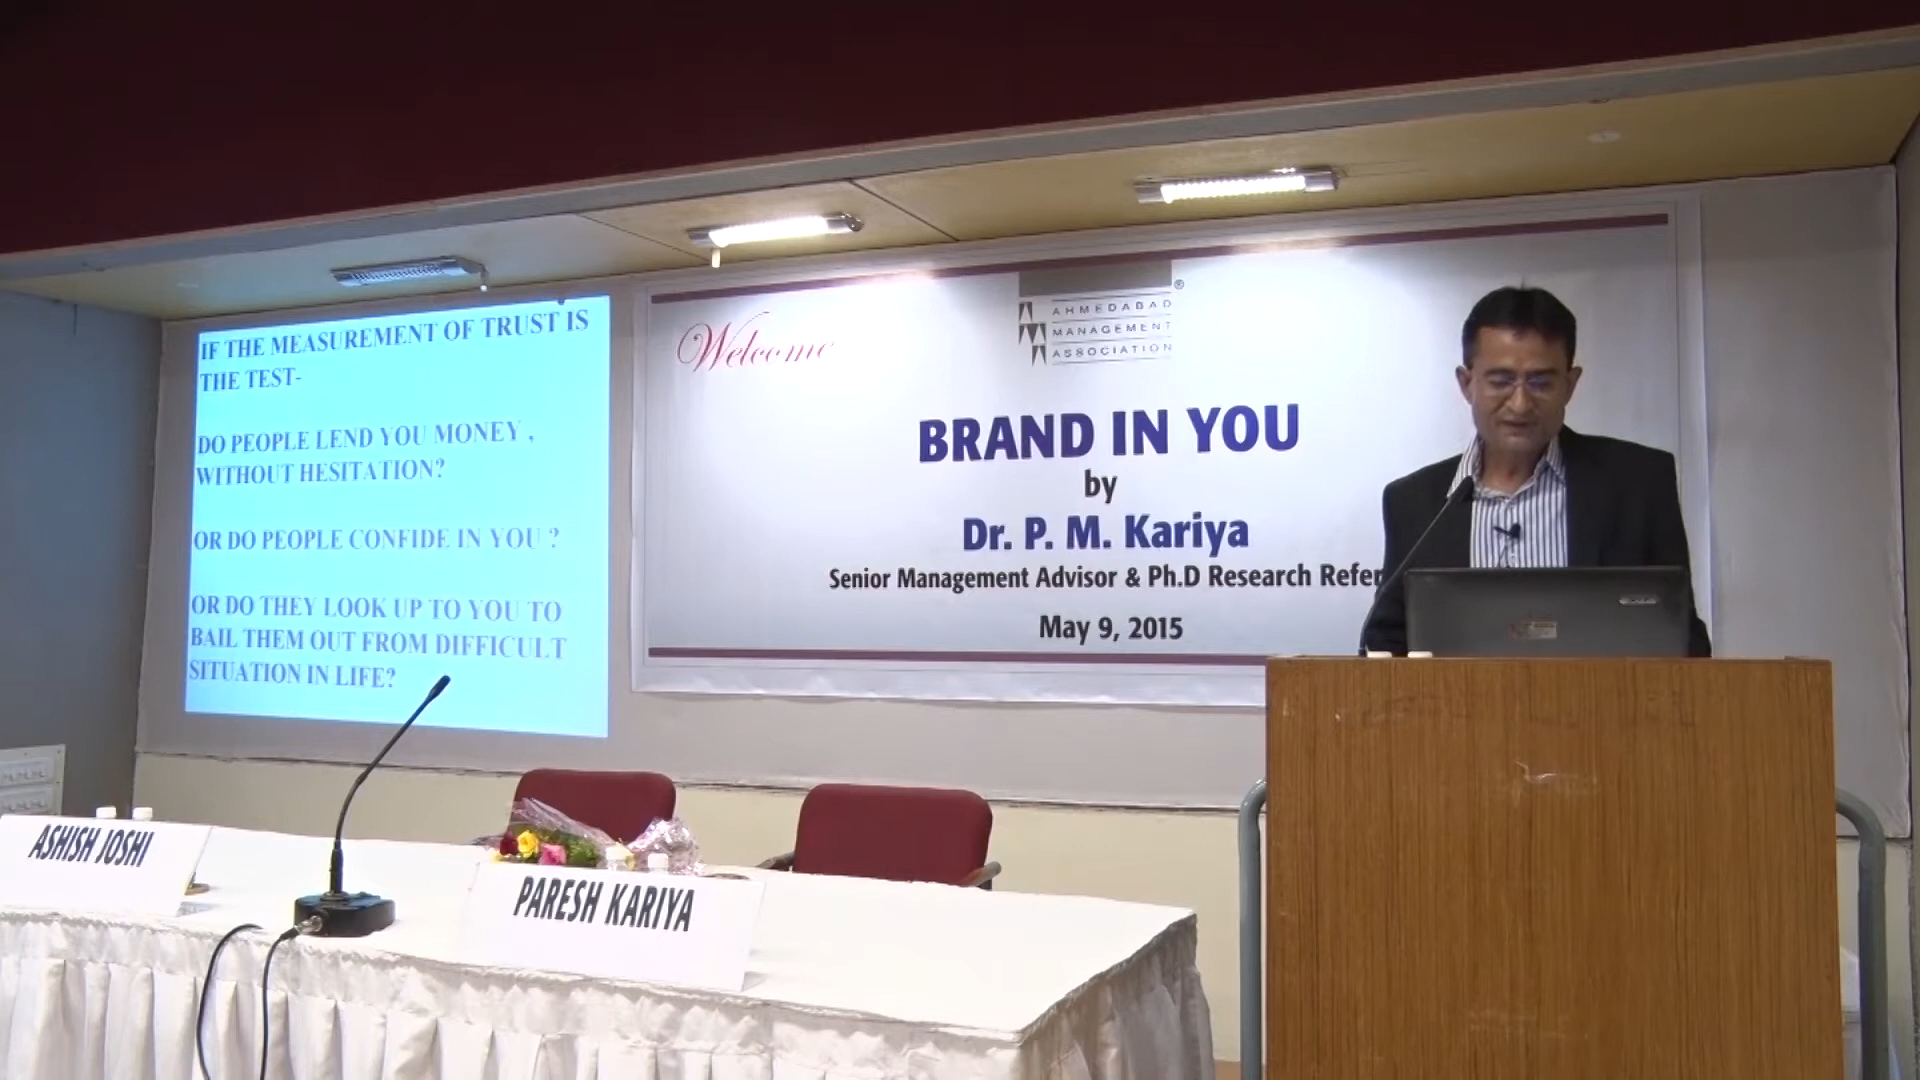 IF THE MEASUREMENT OF TRUST IS
THE TEST-
DO PEOPLE LEND YOU MONEY ,
WITHOUT HESITATION?
OR DO PEOPLE CONFIDE IN YOU ?
OR DO THEY LOOK UP TO YOU TO
BAIL THEM OUT FROM DIFFICULT
SITUATION IN LIFE?
Welcome
AHMEDABAD
MANAGEMENT
ASSOCIATION
®
BRAND IN YOU
by
Dr. P. M. Kariya
Senior Management Advisor & Ph.D Research Refer
May 9, 2015
ASHISH JOSHI
PARESH KARIYA